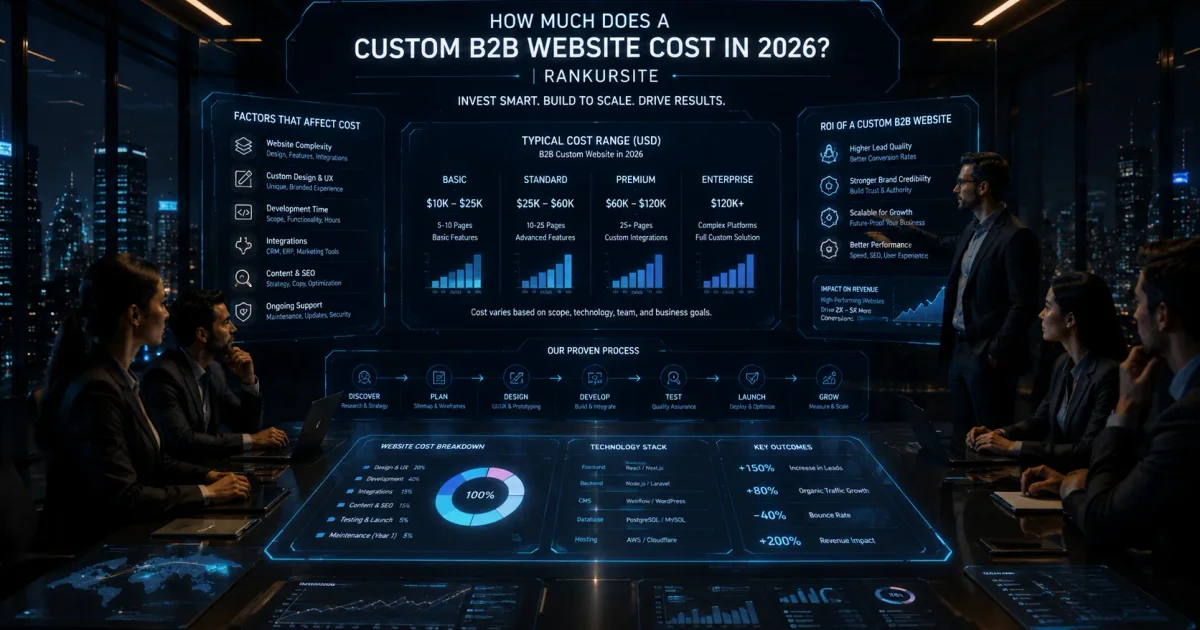 HOW MUCH DOES A
CUSTOM B2B WEBSITE COST IN 2026?
| RANKURSITE
INVEST SMART. BUILD TO SCALE. DRIVE RESULTS.
FACTORS THAT AFFECT COST
Website Complexity
Design, Features, Integrations
Custom Design & UX
Unique, Branded Experience
Development Time
Scope, Functionality, Hours
Integrations
CRM, ERP, Marketing Tools
Content & SEO
Strategy, Copy, Optimization
Ongoing Support
Maintenance, Updates, Security
TYPICAL COST RANGE (USD)
B2B Custom Website in 2026
BASIC
$10K – $25K
5–10 Pages
Basic Features
STANDARD
$25K – $60K
10-25 Pages
Advanced Features
PREMIUM
$60K – $120K
25+ Pages
Custom Integrations
ENTERPRISE
$120K+
Complex Platforms
Full Custom Solution
Cost varies based on scope, technology, team, and business goals.
ROI OF A CUSTOM B2B WEBSITE
Higher Lead Quality
Better Conversion Rates
Stronger Brand Credibility
Build Trust & Authority
Scalable for Growth
Future-Proof Your Business
Better Performance
Speed, SEO, User Experience
IMPACT ON REVENUE
High-Performing Websites
Drive 2X – 5X More
Conversions.
OUR PROVEN PROCESS
DISCOVER
Research & Strategy
PLAN
Sitemap & Wireframes
DESIGN
UI/UX & Prototyping
DEVELOP
Build & Integrate
TEST
Quality Assurance
LAUNCH
Deploy & Optimize
GROW
Measure & Scale
WEBSITE COST BREAKDOWN
Design & UX 20%
Development 40%
Integrations 15%
Content & SEO 15%
Testing & Launch 5%
Maintenance (Year 1) 5%
100%
TECHNOLOGY STACK
Frontend React / Next.js
Backend Node.js / Laravel
CMS Webflow / WordPress
Database PostgreSQL / MySQL
Hosting AWS / Cloudflare
KEY OUTCOMES
+150% Increase in Leads
+80% Organic Traffic Growth
–40% Bounce Rate
+200% Revenue Impact